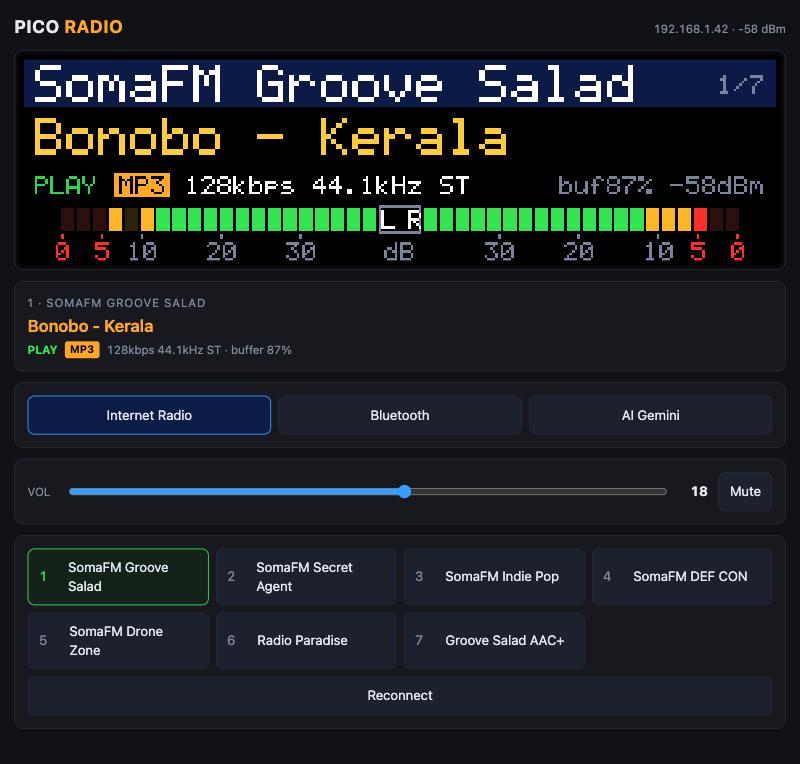 PICO RADIO 192.168.1.42 · -58 dBm
SomaFM Groove Salad 1/7
Bonobo - Kerala
PLAY MP3 128kbps 44.1kHz ST buf87% -58dBm
L R
0 5 10 20 30 dB 30 20 10 5 0
1 · SOMAFM GROOVE SALAD
Bonobo - Kerala
PLAY MP3 128kbps 44.1kHz ST · buffer 87%
Internet Radio Bluetooth AI Gemini
VOL 18 Mute
1 SomaFM Groove Salad
2 SomaFM Secret Agent
3 SomaFM Indie Pop
4 SomaFM DEF CON
5 SomaFM Drone Zone
6 Radio Paradise
7 Groove Salad AAC+
Reconnect